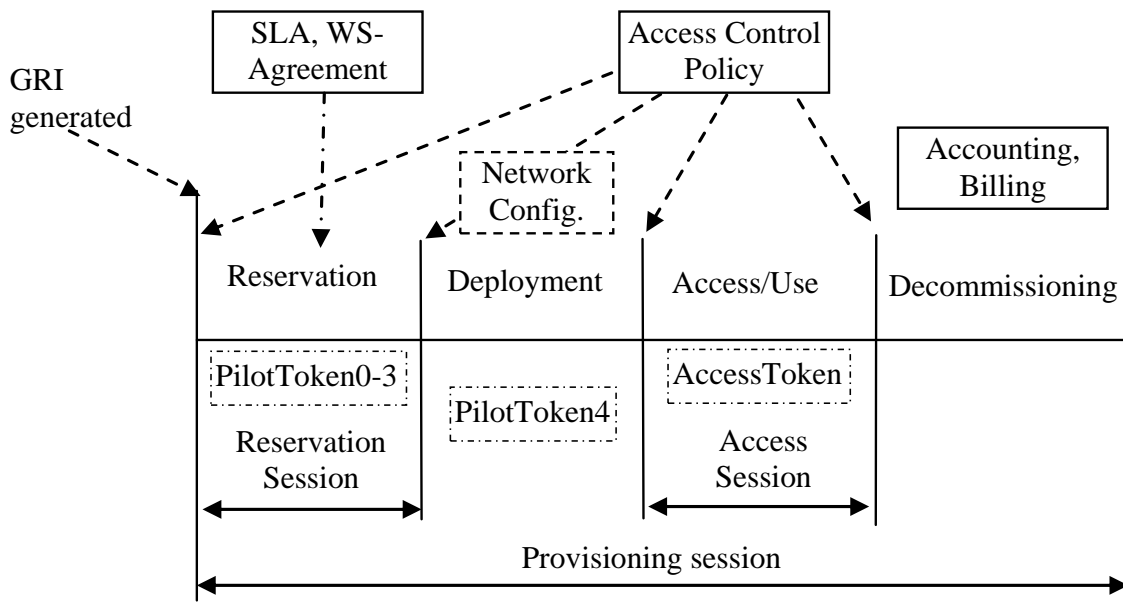 SLA, WS-
Agreement
Access Control
Policy
GRI
generated
Accounting,
Billing
Network
Config.
Reservation
Deployment
Access/Use
Decommissioning
PilotToken0-3
PilotToken4
AccessToken
Reservation
Session
Access
Session
Provisioning session